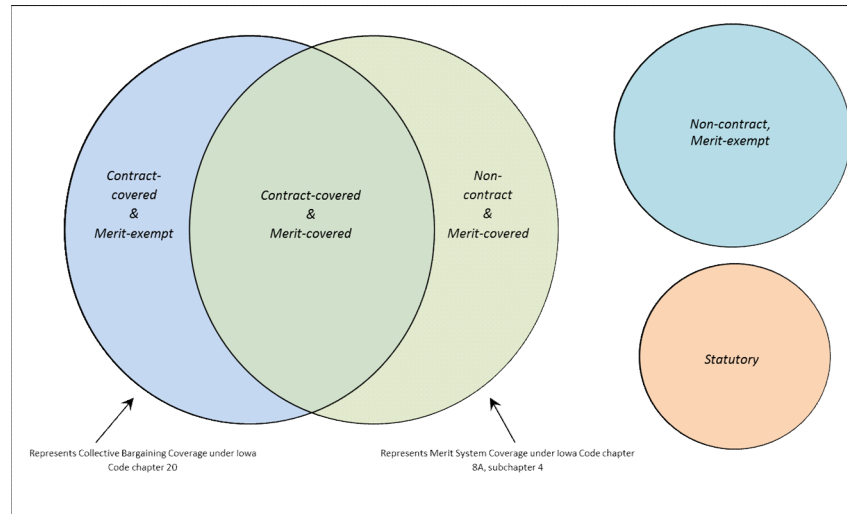 Contract-
covered
&
Merit-exempt
Contract-covered
&
Merit-covered
Non-
contract
&
Merit-covered
Non-contract,
Merit-exempt
Statutory
Represents Collective Bargaining Coverage under Iowa
Code chapter 20
Represents Merit System Coverage under Iowa Code chapter
8A, subchapter 4